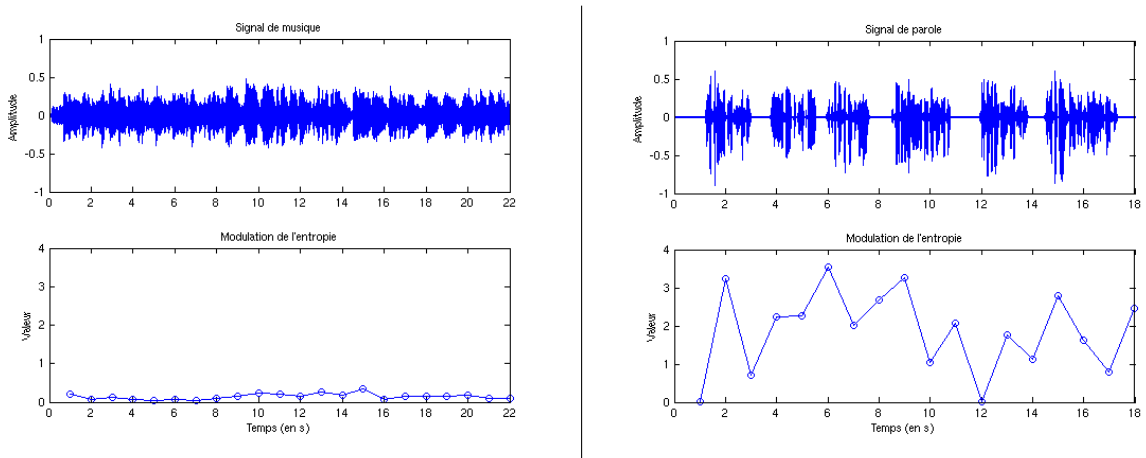 Signal de musique
1
0.5
0
-0.5
-1
Amplitude
0 2 4 6 8 10 12 14 16 18 20 22
Modulation de l'entropie
4
3
2
1
0
Valeur
0 2 4 6 8 10 12 14 16 18 20 22
Temps (en s)
Signal de parole
1
0.5
0
-0.5
-1
Amplitude
0 2 4 6 8 10 12 14 16 18
Modulation de l'entropie
4
3
2
1
0
Valeur
0 2 4 6 8 10 12 14 16 18
Temps (en s)